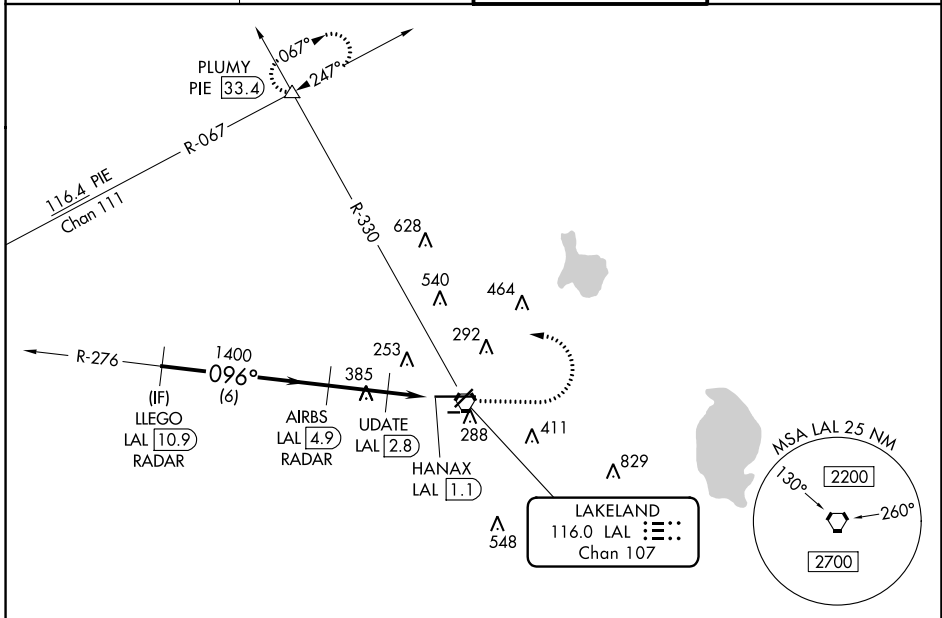 067°
247°
PLUMY
PIE 33.4
R-067
116.4 PIE
Chan 111
R-330
628
540
464
292
253
R-276
1400
096°
(6)
385
(IF)
LLEGO
LAL 10.9
RADAR
AIRBS
LAL 4.9
RADAR
UDATE
LAL 2.8
HANAX
LAL 1.1
288
411
829
548
LAKELAND
116.0 LAL
Chan 107
MSA LAL 25 NM
130°
2200
260°
2700